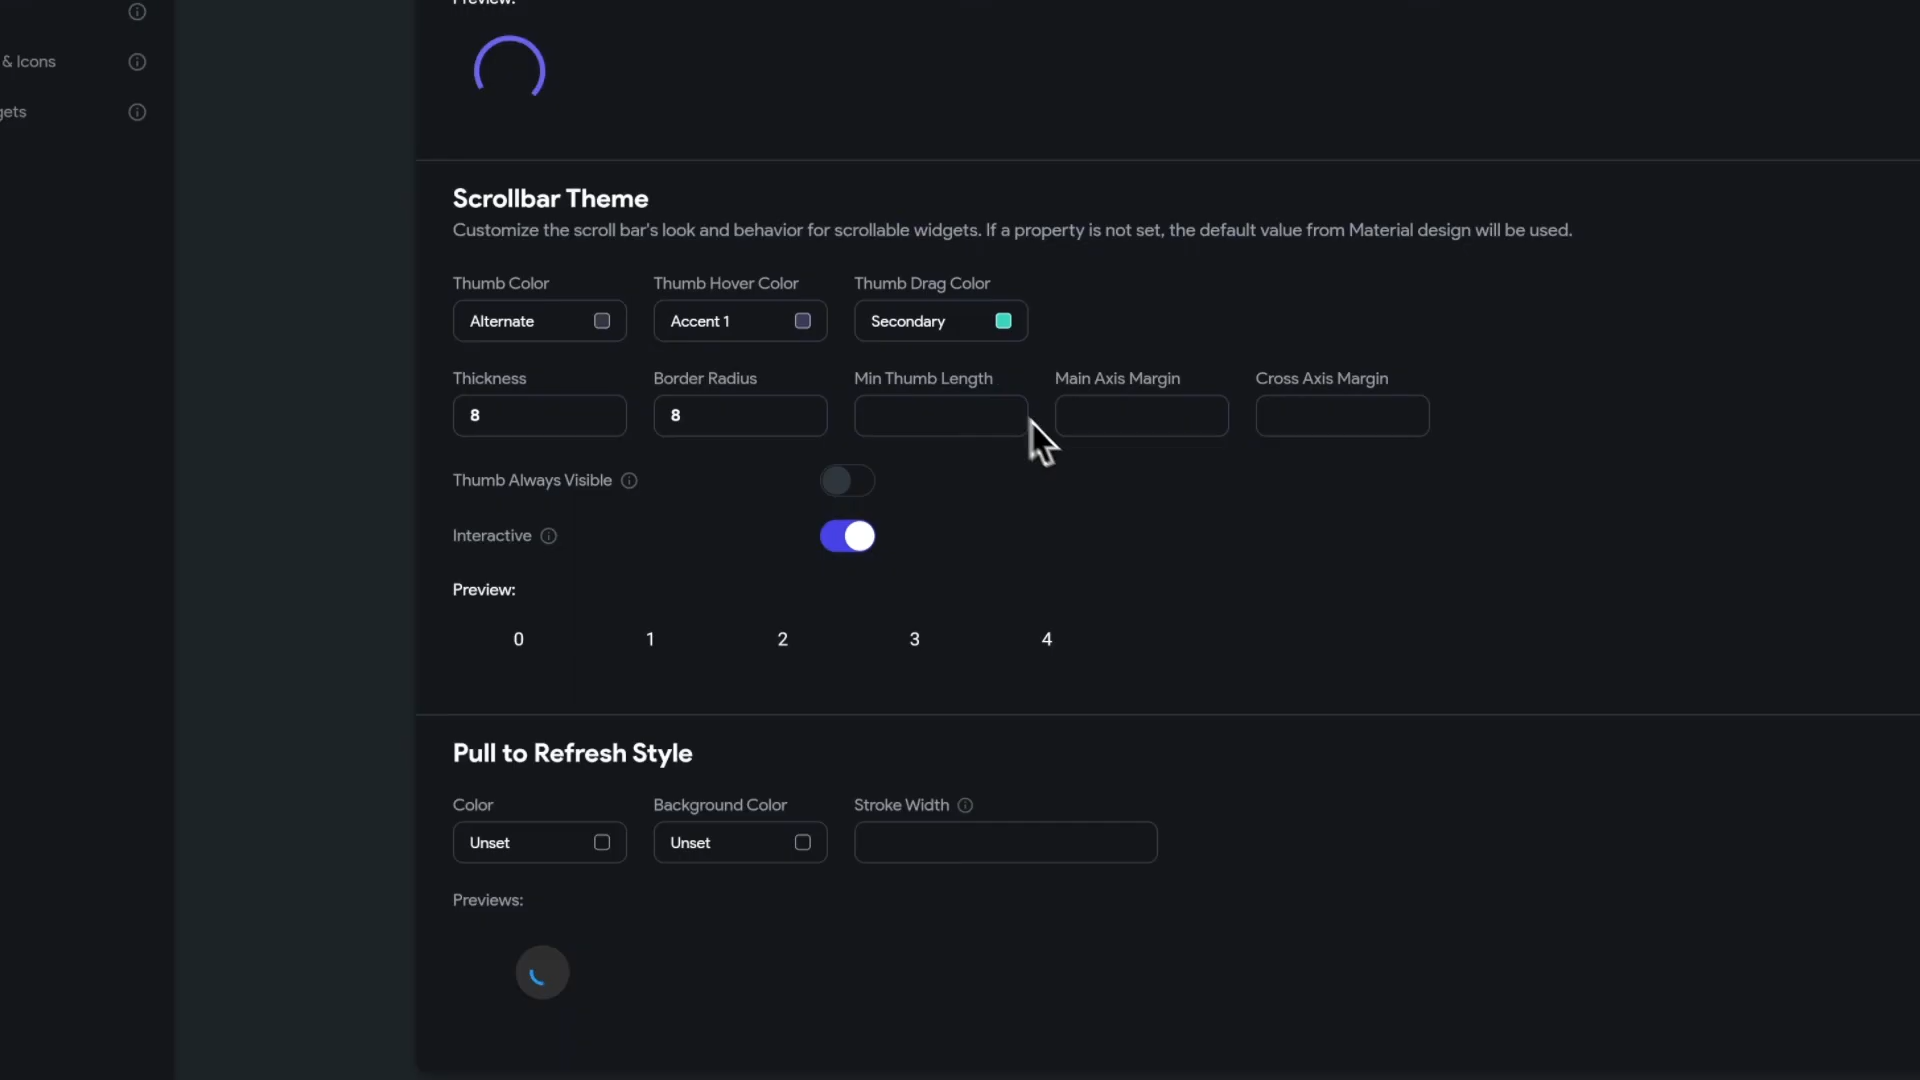 Preview:
& Icons
gets
Scrollbar Theme
Customize the scroll bar's look and behavior for scrollable widgets. If a property is not set, the default value from Material design will be used.
Thumb Color Thumb Hover Color Thumb Drag Color
Alternate Accent 1 Secondary
Thickness Border Radius Min Thumb Length Main Axis Margin Cross Axis Margin
8 8
Thumb Always Visible
Interactive
Preview:
0 1 2 3 4
Pull to Refresh Style
Color Background Color Stroke Width
Unset Unset
Previews: